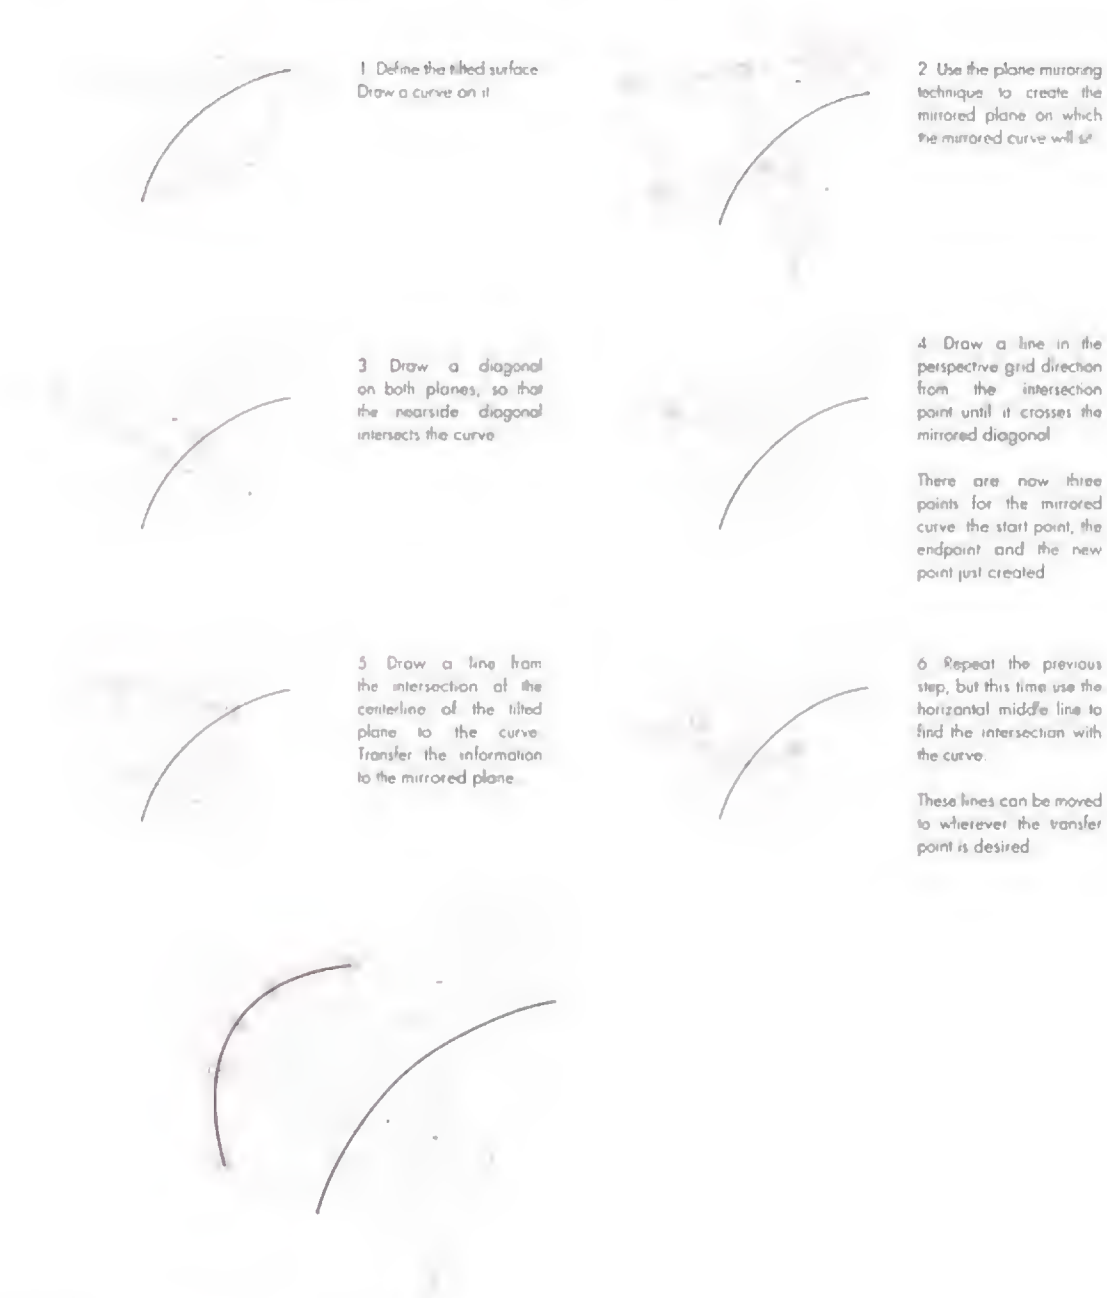 1 Define the tilted surface
Draw a curve on it
2 Use the plane mirroring
technique to create the
mirrored plane on which
the mirrored curve will sit
3 Draw a diagonal
on both planes, so that
the nearside diagonal
intersects the curve
4 Draw a line in the
perspective grid direction
from the intersection
point until it crosses the
mirrored diagonal
There are now three
points for the mirrored
curve the start point, the
endpoint and the new
point just created
5 Draw a line from
the intersection of the
centerline of the tilted
plane to the curve.
Transfer the information
to the mirrored plane
6 Repeat the previous
step, but this time use the
horizontal middle line to
find the intersection with
the curve.
These lines can be moved
to wherever the transfer
point is desired